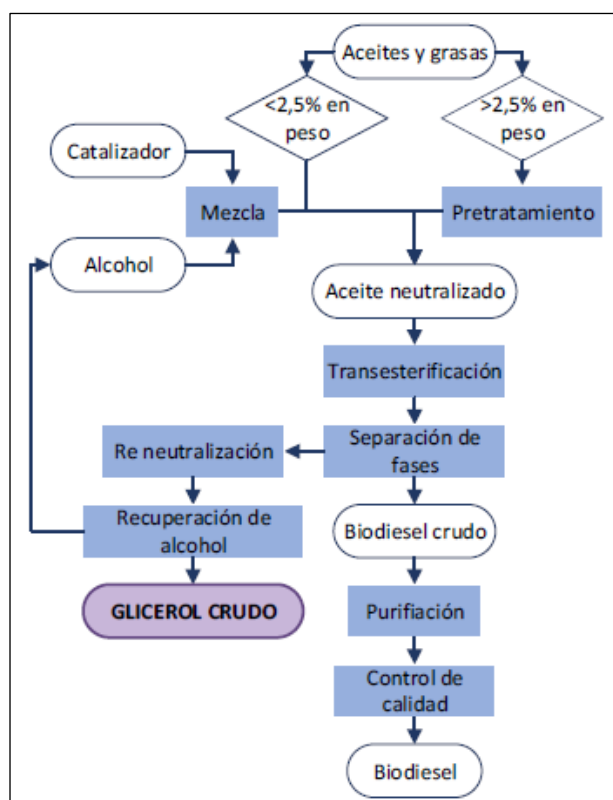 Aceites y grasas
<2,5% en
peso
>2,5% en
peso
Catalizador
Mezcla
Pretratamiento
Alcohol
Aceite neutralizado
Transesterificación
Re neutralización
Separación de
fases
Recuperación de
alcohol
Biodiesel crudo
GLICEROL CRUDO
Purifiación
Control de
calidad
Biodiesel